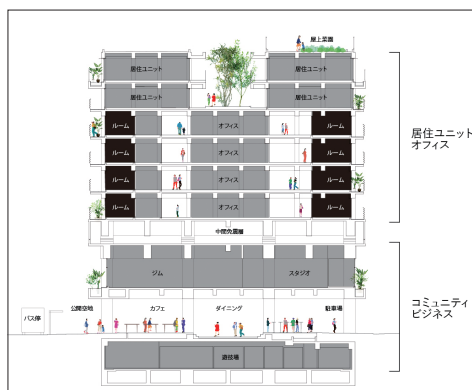 屋上菜園
居住ユニット 居住ユニット
居住ユニット 居住ユニット
ルーム オフィス ルーム
ルーム オフィス ルーム
ルーム オフィス ルーム
ルーム オフィス ルーム
居住ユニット
オフィス
中間免震層
ジム スタジオ
コミュニティ
ビジネス
バス停 公開空地 カフェ ダイニング 駐車場
遊技場